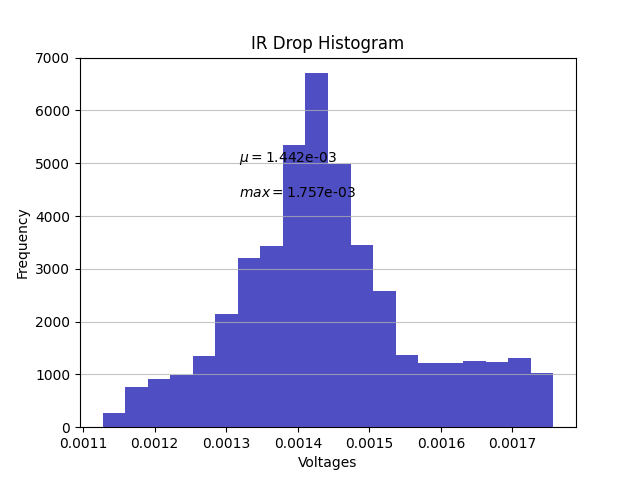 IR Drop Histogram
7000
6000
5000
4000
3000
2000
1000
0
Frequency
μ = 1.442e-03
max = 1.757e-03
0.0011 0.0012 0.0013 0.0014 0.0015 0.0016 0.0017
Voltages